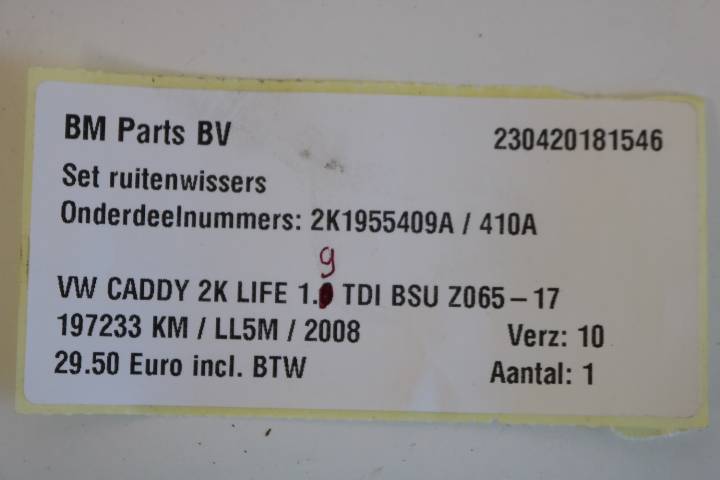 BM Parts BV 230420181546
Set ruitenwissers
Onderdeelnummers: 2K1955409A / 410A
9
VW CADDY 2K LIFE 1. TDI BSU Z065-17
197233 KM / LL5M / 2008 Verz: 10
29.50 Euro incl. BTW Aantal: 1